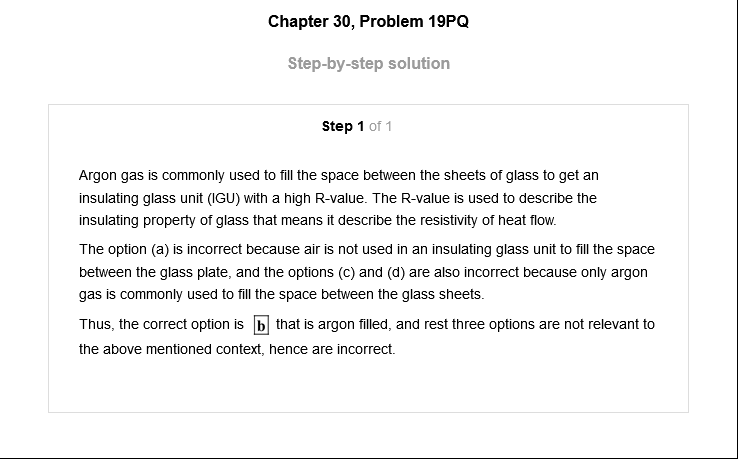 Chapter 30, Problem 19PQ
Step-by-step solution
Step 1 of 1
Argon gas is commonly used to fill the space between the sheets of glass to get an
insulating glass unit (IGU) with a high R-value. The R-value is used to describe the
insulating property of glass that means it describe the resistivity of heat flow.
The option (a) is incorrect because air is not used in an insulating glass unit to fill the space
between the glass plate, and the options (c) and (d) are also incorrect because only argon
gas is commonly used to fill the space between the glass sheets.
Thus, the correct option is b that is argon filled, and rest three options are not relevant to
the above mentioned context, hence are incorrect.